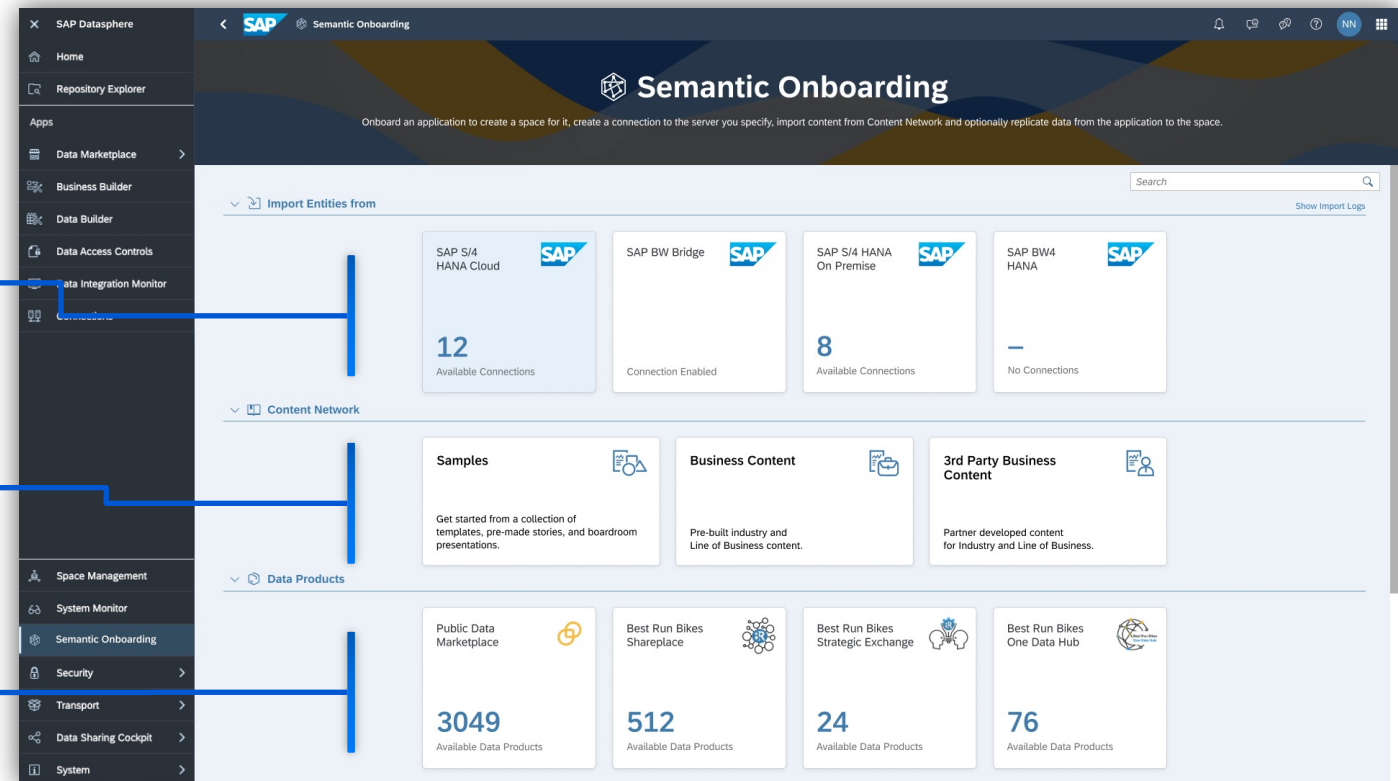 SAP Datasphere
Home
Repository Explorer
Apps
Data Marketplace
Business Builder
Data Builder
Data Access Controls
Data Integration Monitor
Connections
Space Management
System Monitor
Semantic Onboarding
Security
Transport
Data Sharing Cockpit
System
SAP
Semantic Onboarding
NN
Semantic Onboarding
Onboard an application to create a space for it, create a connection to the server you specify, import content from Content Network and optionally replicate data from the application to the space.
Search
Show Import Logs
Import Entities from
SAP S/4
HANA Cloud
SAP
12
Available Connections
SAP BW Bridge
SAP
Connection Enabled
SAP S/4 HANA
On Premise
SAP
8
Available Connections
SAP BW4
HANA
SAP
–
No Connections
Content Network
Samples
Get started from a collection of
templates, pre-made stories, and boardroom
presentations.
Business Content
Pre-built industry and
Line of Business content.
3rd Party Business
Content
Partner developed content
for Industry and Line of Business.
Data Products
Public Data
Marketplace
3049
Available Data Products
Best Run Bikes
Shareplace
512
Available Data Products
Best Run Bikes
Strategic Exchange
24
Available Data Products
Best Run Bikes
One Data Hub
76
Available Data Products